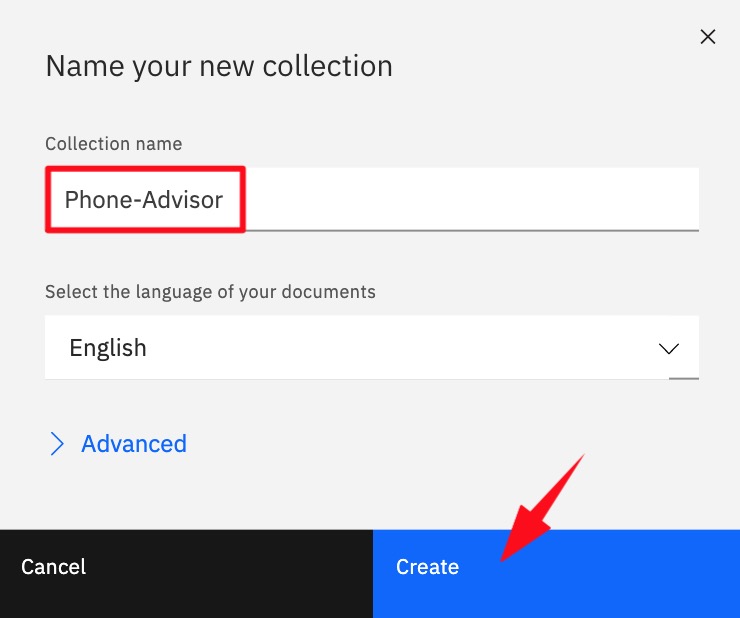 Name your new collection
Collection name
Phone-Advisor
Select the language of your documents
English
Advanced
Cancel
Create